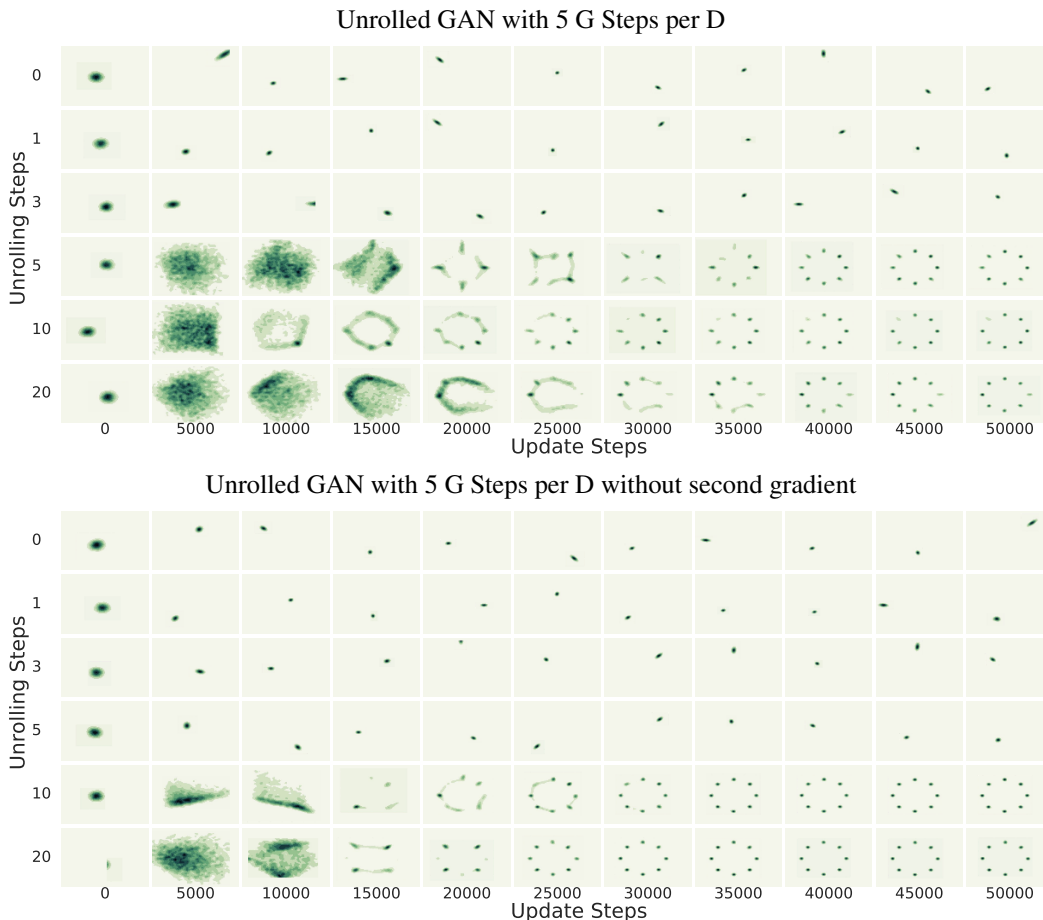 Unrolled GAN with 5 G Steps per D
Unrolling Steps
0
1
3
5
10
20
0 5000 10000 15000 20000 25000 30000 35000 40000 45000 50000
Update Steps
Unrolled GAN with 5 G Steps per D without second gradient
Unrolling Steps
0
1
3
5
10
20
0 5000 10000 15000 20000 25000 30000 35000 40000 45000 50000
Update Steps